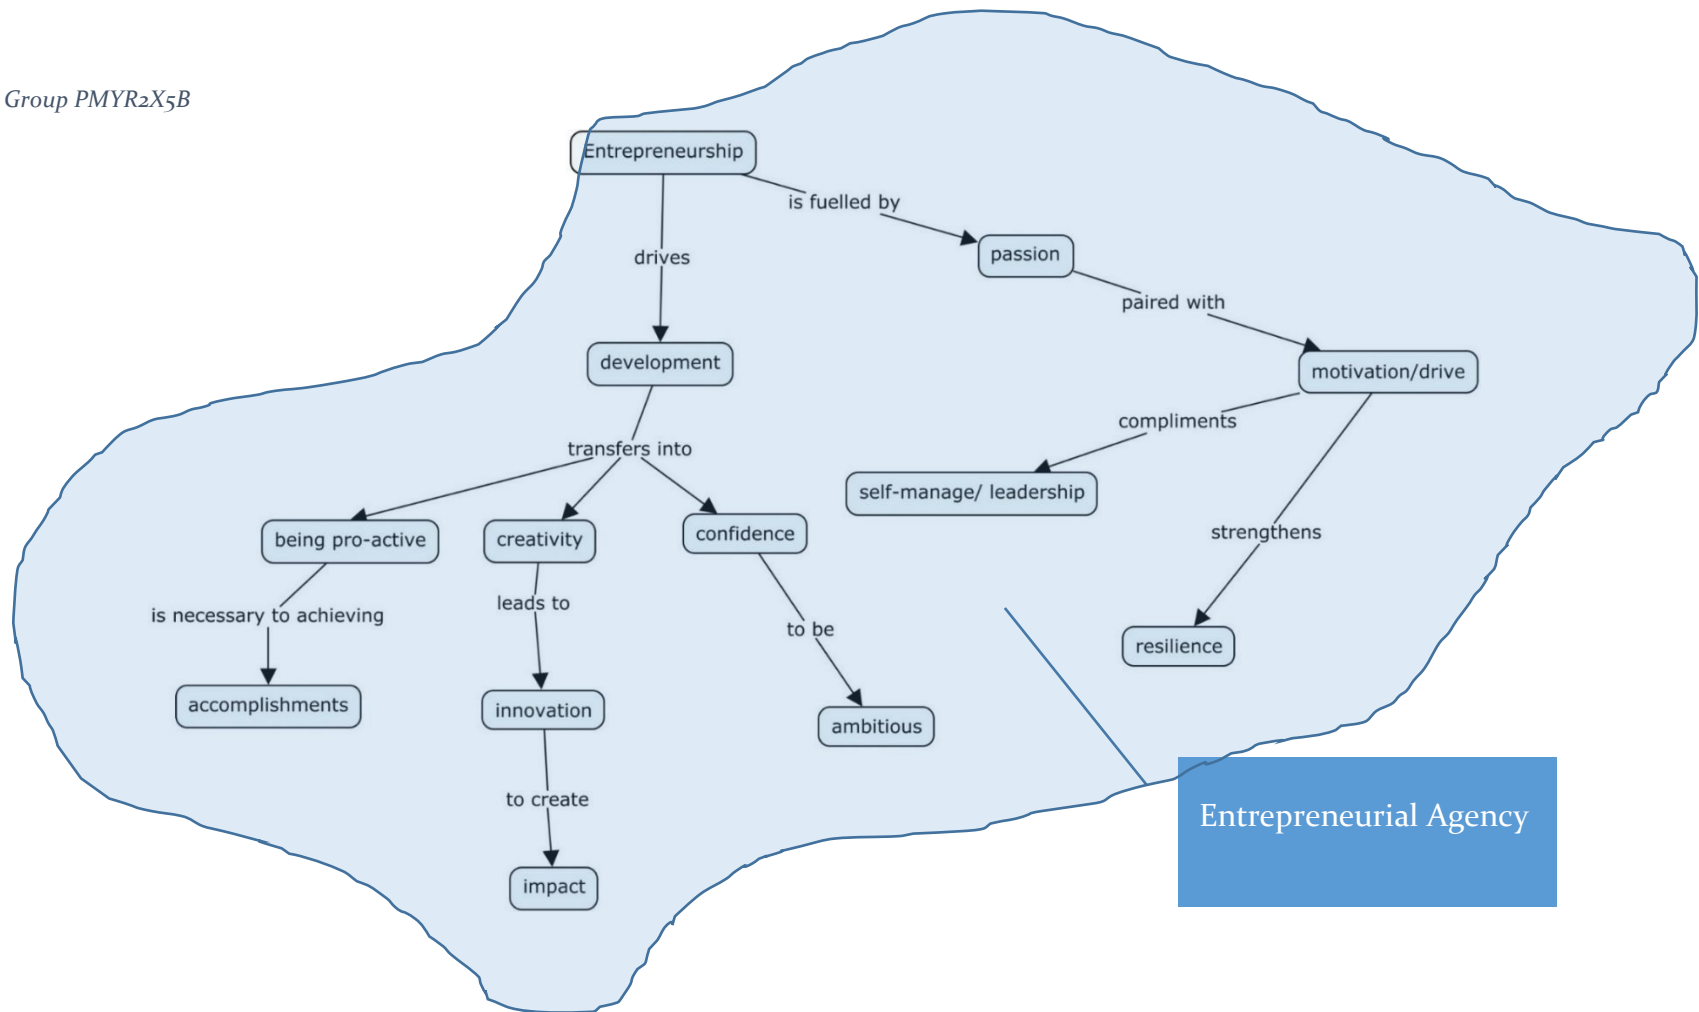 Group PMYR2X5B
Entrepreneurship
is fuelled by
drives
passion
paired with
development
motivation/drive
compliments
transfers into
self-manage/ leadership
being pro-active
creativity
confidence
strengthens
leads to
is necessary to achieving
to be
resilience
accomplishments
innovation
ambitious
to create
Entrepreneurial Agency
impact